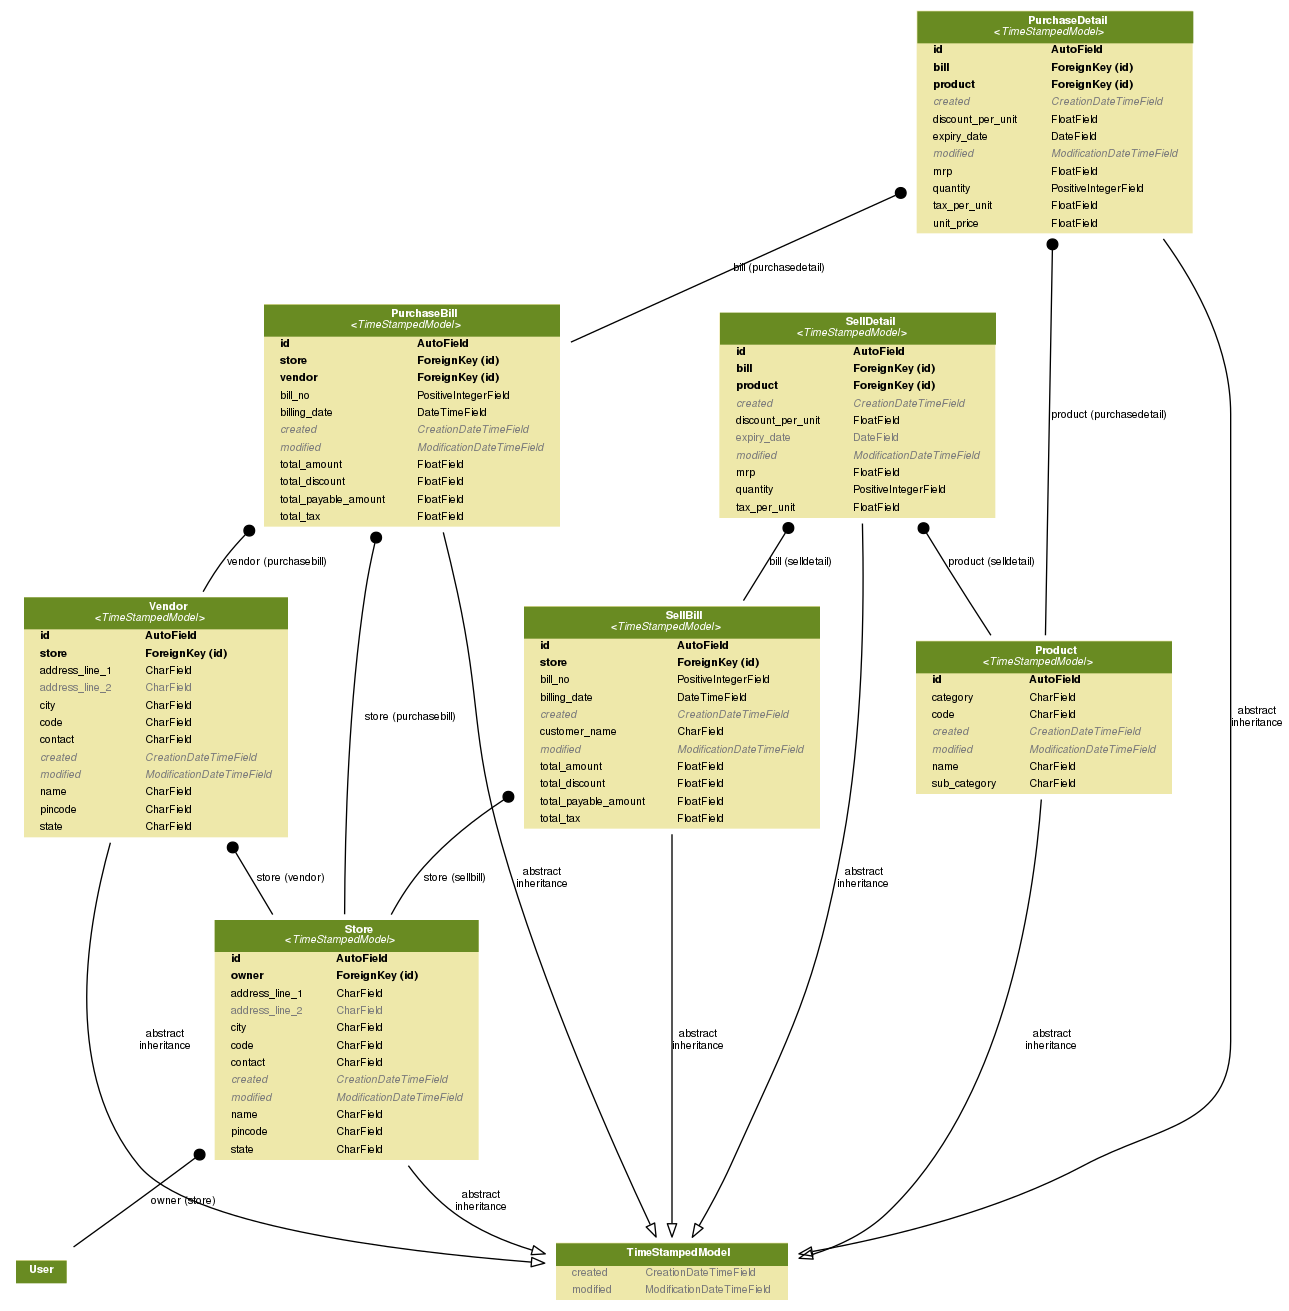 PurchaseDetail
<TimeStampedModel>
id AutoField
bill ForeignKey (id)
product ForeignKey (id)
created CreationDateTimeField
discount_per_unit FloatField
expiry_date DateField
modified ModificationDateTimeField
mrp FloatField
quantity PositiveIntegerField
tax_per_unit FloatField
unit_price FloatField
bill (purchasedetail)
PurchaseBill
<TimeStampedModel>
id AutoField
store ForeignKey (id)
vendor ForeignKey (id)
bill_no PositiveIntegerField
billing_date DateTimeField
created CreationDateTimeField
modified ModificationDateTimeField
total_amount FloatField
total_discount FloatField
total_payable_amount FloatField
total_tax FloatField
SellDetail
<TimeStampedModel>
id AutoField
bill ForeignKey (id)
product ForeignKey (id)
created CreationDateTimeField
discount_per_unit FloatField
expiry_date DateField
modified ModificationDateTimeField
mrp FloatField
quantity PositiveIntegerField
tax_per_unit FloatField
product (purchasedetail)
vendor (purchasebill)
bill (selldetail)
product (selldetail)
Vendor
<TimeStampedModel>
id AutoField
store ForeignKey (id)
address_line_1 CharField
address_line_2 CharField
city CharField
code CharField
contact CharField
created CreationDateTimeField
modified ModificationDateTimeField
name CharField
pincode CharField
state CharField
store (purchasebill)
SellBill
<TimeStampedModel>
id AutoField
store ForeignKey (id)
bill_no PositiveIntegerField
billing_date DateTimeField
created CreationDateTimeField
customer_name CharField
modified ModificationDateTimeField
total_amount FloatField
total_discount FloatField
total_payable_amount FloatField
total_tax FloatField
Product
<TimeStampedModel>
id AutoField
category CharField
code CharField
created CreationDateTimeField
modified ModificationDateTimeField
name CharField
sub_category CharField
abstract
inheritance
store (vendor)
store (sellbill)
abstract
inheritance
abstract
inheritance
Store
<TimeStampedModel>
id AutoField
owner ForeignKey (id)
address_line_1 CharField
address_line_2 CharField
city CharField
code CharField
contact CharField
created CreationDateTimeField
modified ModificationDateTimeField
name CharField
pincode CharField
state CharField
abstract
inheritance
abstract
inheritance
abstract
inheritance
owner (store)
abstract
inheritance
User
TimeStampedModel
created CreationDateTimeField
modified ModificationDateTimeField